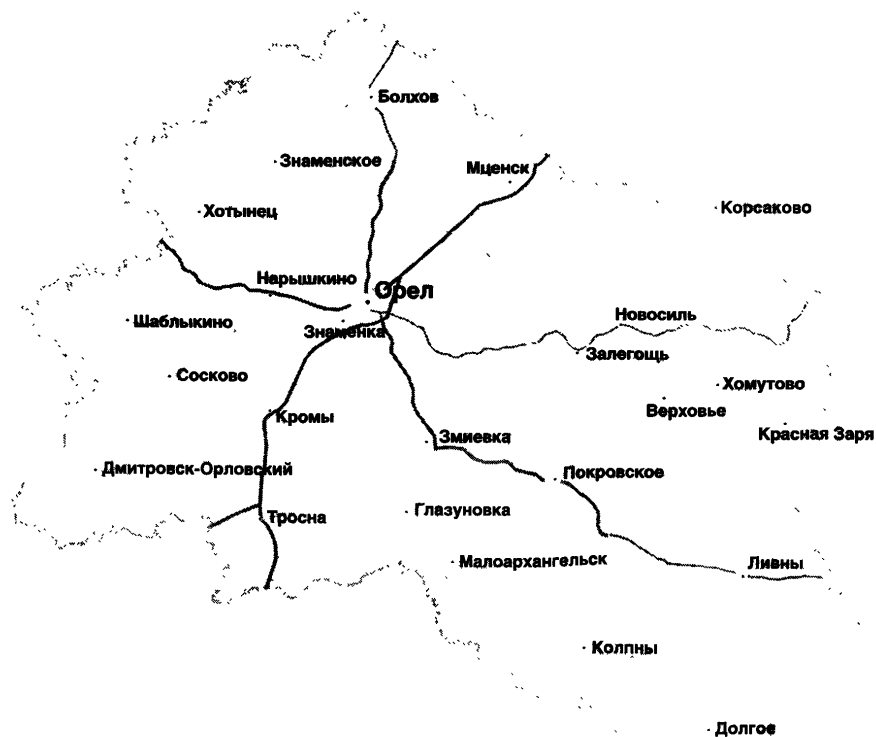 Болхов
Знаменское
Мценск
Хотынец
Корсаково
Нарышкино
Орел
Шаблыкино
Знаменка
Новосиль
Залегощь
Сосково
Хомутово
Верховье
Кромы
Красная Заря
Змиевка
Дмитровск-Орловский
Покровское
Глазуновка
Тросна
Малоархангельск
Ливны
Колпны
Долгое